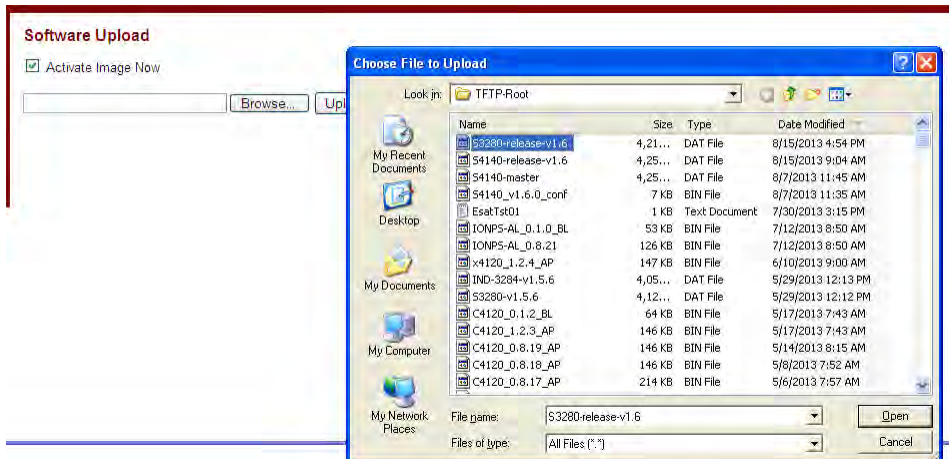 Software Upload
Activate Image Now
Browse... Upl
Choose File to Upload
Look in: TFTP-Root
Name Size Type Date Modified
S3280-release-v1.6 4,21... DAT File 8/15/2013 4:54 PM
S4140-release-v1.6 4,25... DAT File 8/15/2013 9:04 AM
S4140-master 4,25... DAT File 8/7/2013 11:45 AM
S4140_v1.6.0_conf 7 KB BIN File 8/7/2013 11:35 AM
EsatTst01 1 KB Text Document 7/30/2013 3:15 PM
IONPS-AL_0.1.0_BL 53 KB BIN File 7/12/2013 8:50 AM
IONPS-AL_0.8.21 126 KB BIN File 7/12/2013 8:50 AM
x4120_1.2.4_AP 147 KB BIN File 6/10/2013 9:00 AM
IND-3284-v1.5.6 4,05... DAT File 5/29/2013 12:13 PM
S3280-v1.5.6 4,12... DAT File 5/29/2013 12:12 PM
C4120_0.1.2_BL 64 KB BIN File 5/17/2013 7:43 AM
C4120_1.2.3_AP 146 KB BIN File 5/17/2013 7:43 AM
C4120_0.8.19_AP 146 KB BIN File 5/14/2013 8:15 AM
C4120_0.8.18_AP 146 KB BIN File 5/8/2013 7:52 AM
C4120_0.8.17_AP 214 KB BIN File 5/6/2013 7:57 AM
My Recent
Documents
Desktop
My Documents
My Computer
My Network
Places
File name: S3280-release-v1.6 Open
Files of type: All Files (*.*) Cancel